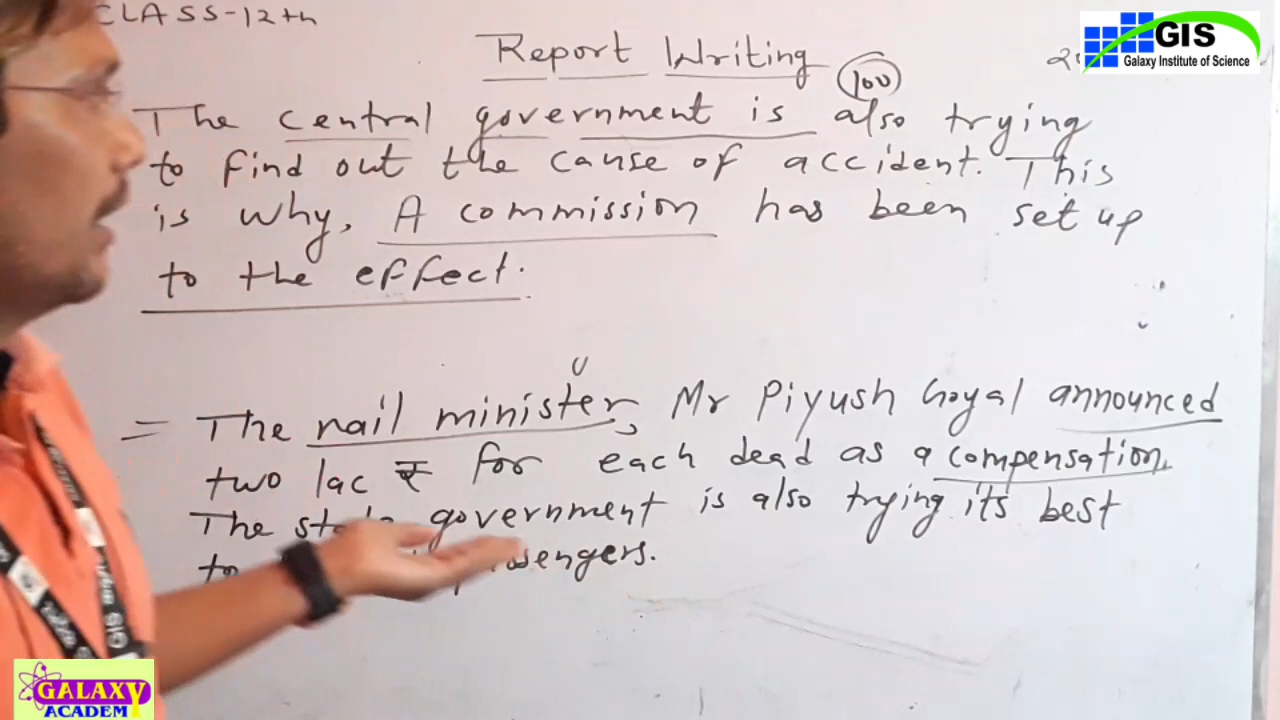 CLASS-12th
Report Writing
100
The central government is also trying
to find out the cause of accident. This
is why, A commission has been set up
to the effect.
= The rail minister, Mr Piyush Goyal announced
two lac ₹ for each dead as a compensation.
The government is also trying its best
to
GIS
Galaxy Institute of Science
GALAXY
ACADEMY